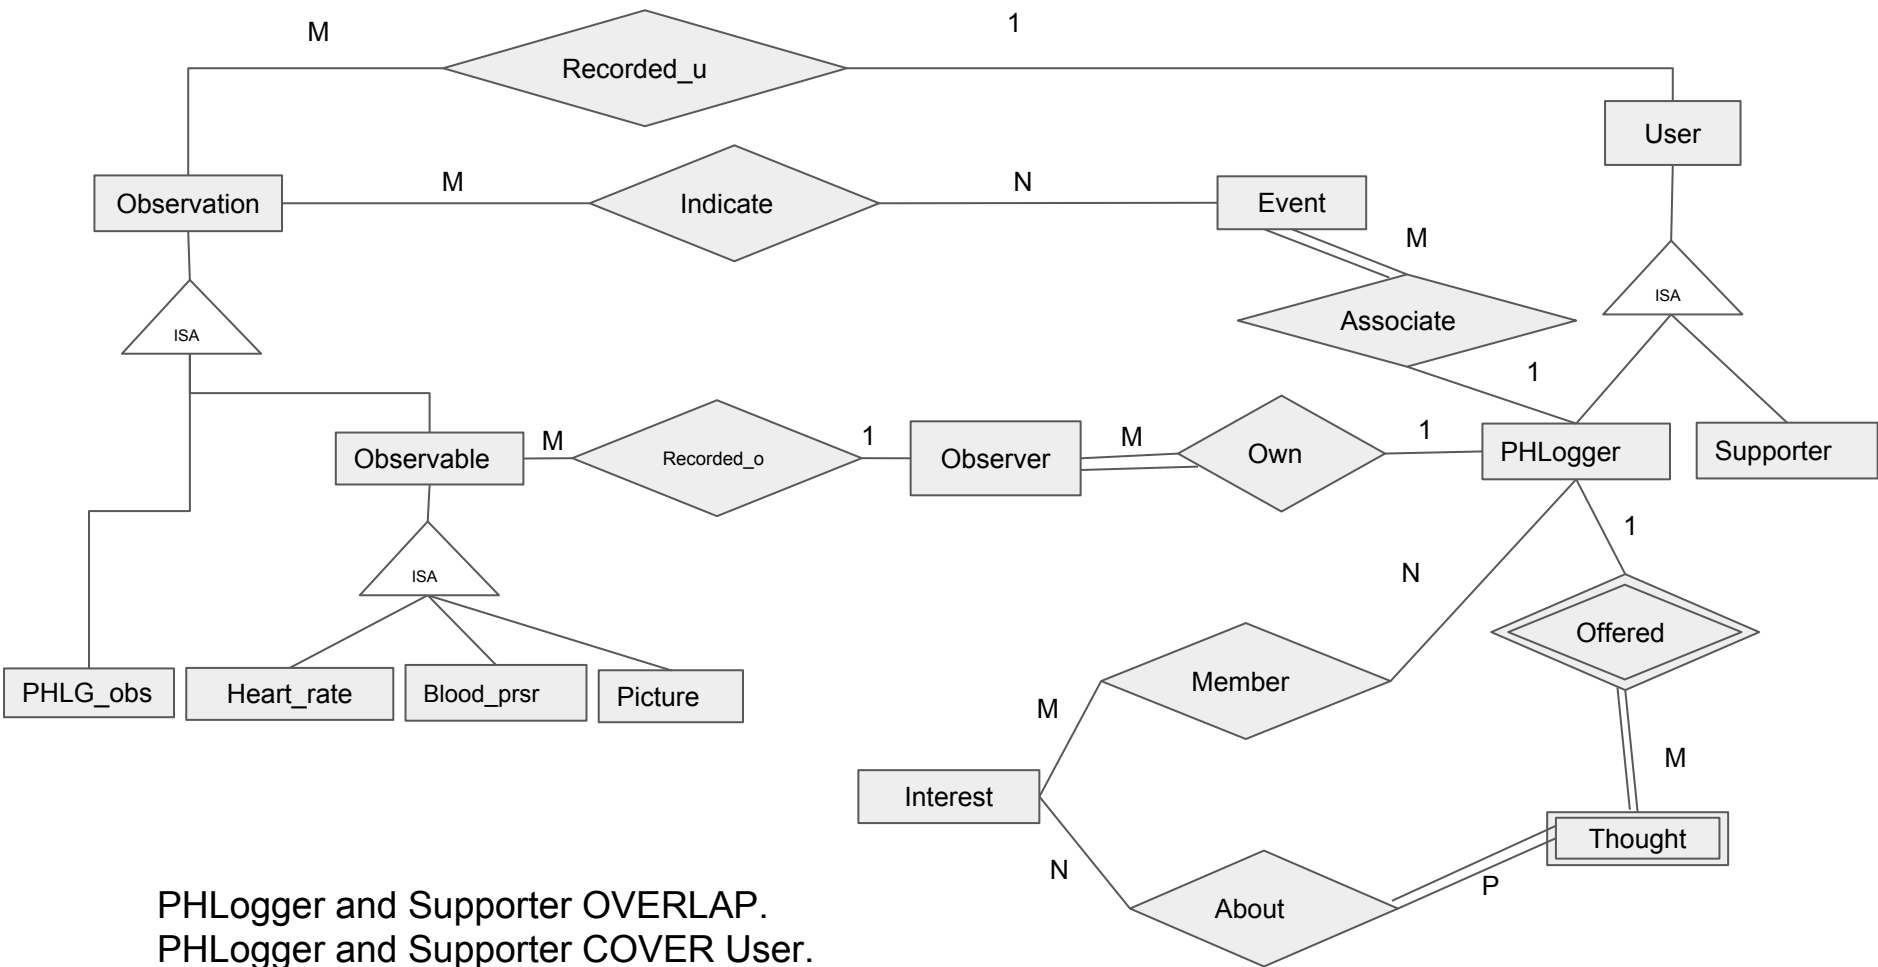 M
1
Recorded_u
User
Observation
M
Indicate
N
Event
M
ISA
Associate
ISA
1
Observable
M
Recorded_o
1
Observer
M
Own
1
PHLogger
Supporter
ISA
1
N
Offered
PHLG_obs
Heart_rate
Blood_prsr
Picture
Member
M
M
Interest
Thought
N
P
About
PHLogger and Supporter OVERLAP.
PHLogger and Supporter COVER User.